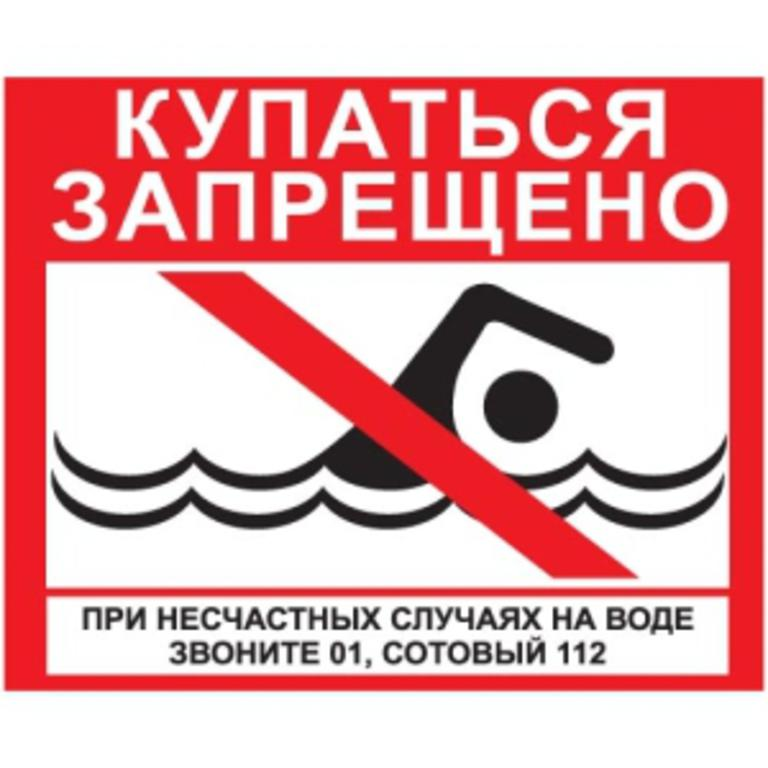 КУПАТЬСЯ
ЗАПРЕЩЕНО
ПРИ НЕСЧАСТНЫХ СЛУЧАЯХ НА ВОДЕ
ЗВОНИТЕ 01, СОТОВЫЙ 112